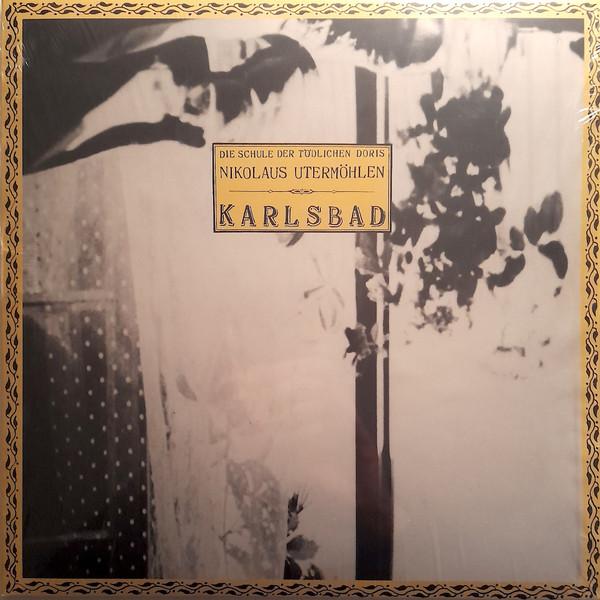 DIE SCHULE DER TÖDLICHEN DORIS
NIKOLAUS UTERMÖHLEN
KARLSBAD